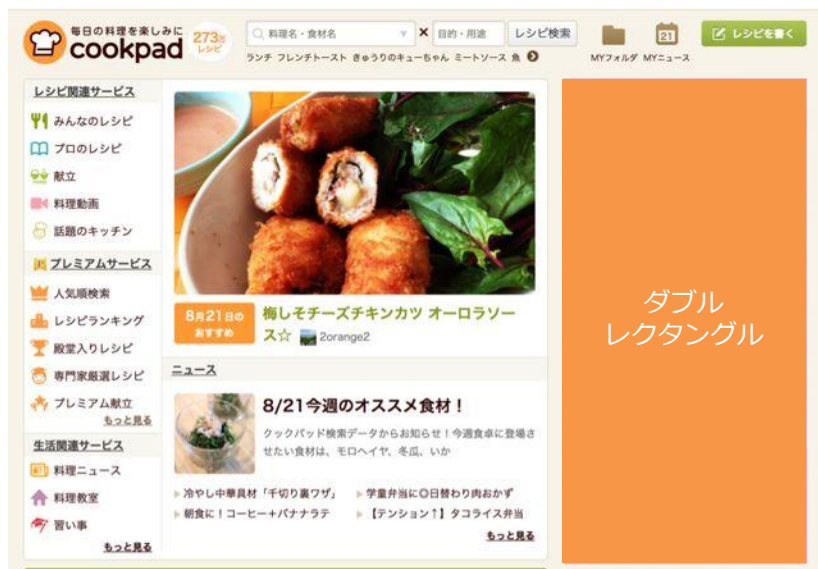 毎日の料理を楽しみに
cookpad
273万
レシピ
料理名・食材名
×
目的・用途
レシピ検索
ランチ フレンチトースト きゅうりのキューちゃん ミートソース 魚
21
MYフォルダ
MYニュース
レシピを書く
レシピ関連サービス
みんなのレシピ
プロのレシピ
献立
料理動画
話題のキッチン
プレミアムサービス
人気順検索
レシピランキング
殿堂入りレシピ
専門家厳選レシピ
プレミアム献立
もっと見る
生活関連サービス
料理ニュース
料理教室
習い事
もっと見る
8月21日の
おすすめ
梅しそチーズチキンカツ オーロラソー
ス☆ 2orange2
ニュース
8/21今週のオススメ食材！
クックパッド検索データからお知らせ！今週食卓に登場さ
せたい食材は、モロヘイヤ、冬瓜、いか
冷やし中華具材「千切り裏ワザ」
学童弁当に◎日替わり肉おかず
朝食に！コーヒー+バナナラテ
【テンション↑】タコライス弁当
もっと見る
ダブル
レクタングル